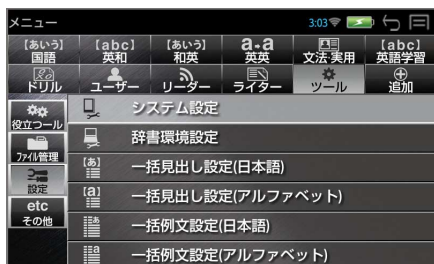 メニュー 3:03
【あいう】 【abc】 【あいう】 a-a 【abc】
国語 英和 和英 英英 文法・実用 英語学習
ドリル ユーザー リーダー ライター ツール 追加
役立つツール
ファイル管理
設定
etc
その他
システム設定
辞書環境設定
【あ】 一括見出し設定(日本語)
【a】 一括見出し設定(アルファベット)
あ 一括例文設定(日本語)
a 一括例文設定(アルファベット)